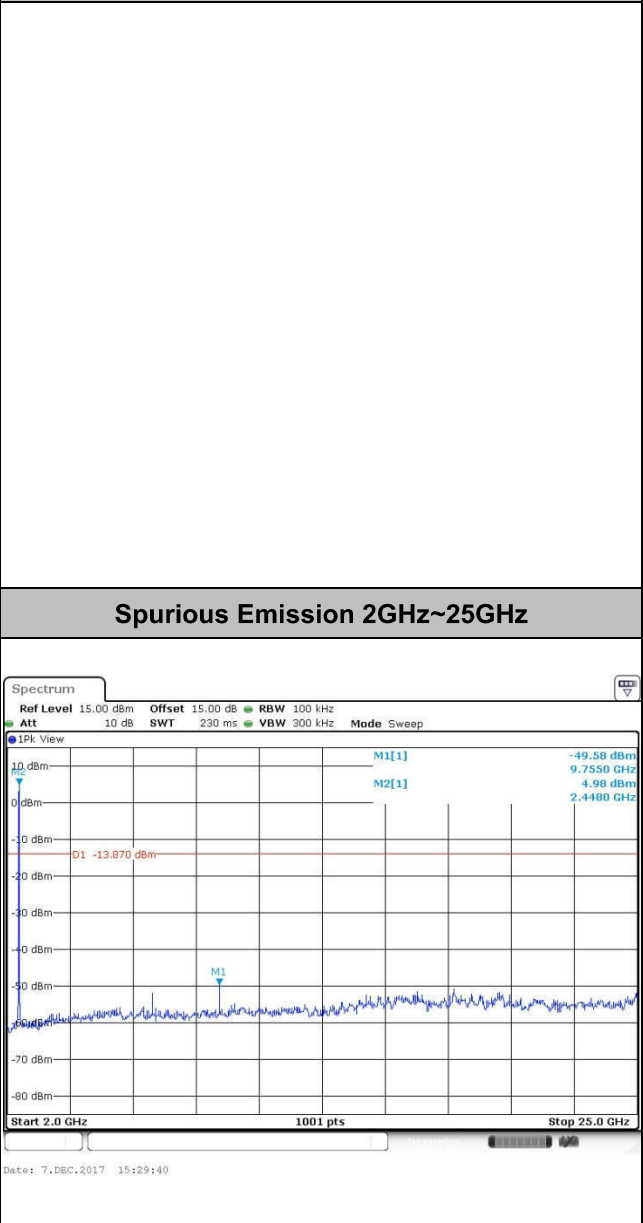 Spurious Emission 2GHz~25GHz
Spectrum
Ref Level 15.00 dBm Offset 15.00 dB RBW 100 kHz
Att 10 dB SWT 230 ms VBW 300 kHz Mode Sweep
1Pk View
M1[1] -49.58 dBm
9.7550 GHz
M2[1] 4.98 dBm
2.4480 GHz
10 dBm
M2
0 dBm
-10 dBm
D1 -13.870 dBm
-20 dBm
-30 dBm
-40 dBm
M1
-50 dBm
-60 dBm
-70 dBm
-80 dBm
Start 2.0 GHz 1001 pts Stop 25.0 GHz
Date: 7.DEC.2017 15:29:40